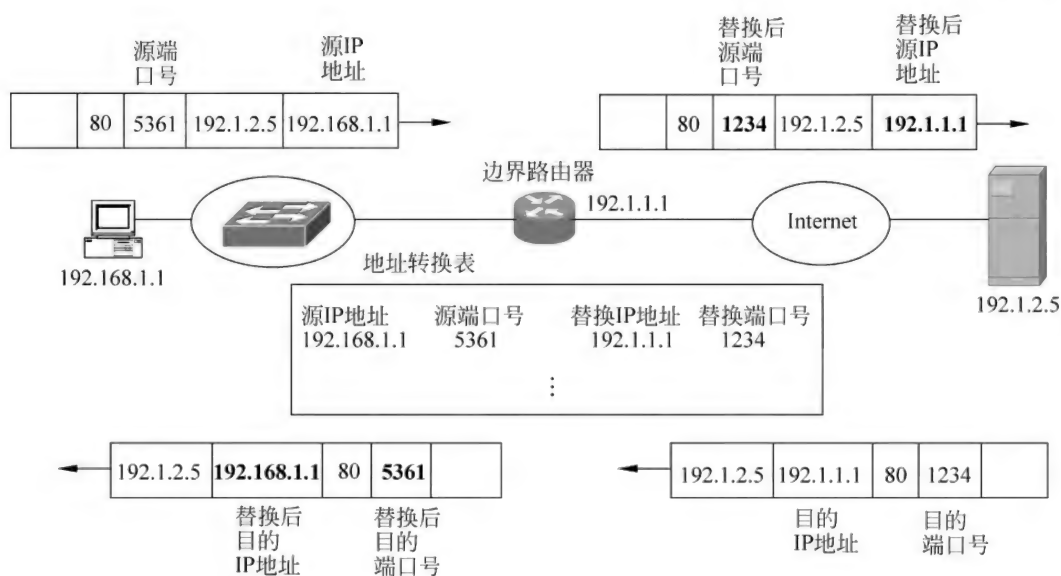 源端
口号
源IP
地址
替换后
源端
口号
替换后
源IP
地址
80 5361 192.1.2.5 192.168.1.1
80 1234 192.1.2.5 192.1.1.1
边界路由器
192.1.1.1
Internet
192.168.1.1
192.1.2.5
地址转换表
源IP地址 源端口号 替换IP地址 替换端口号
192.168.1.1 5361 192.1.1.1 1234
⋮
192.1.2.5 192.168.1.1 80 5361
192.1.2.5 192.1.1.1 80 1234
替换后
目的
IP地址
替换后
目的
端口号
目的
IP地址
目的
端口号